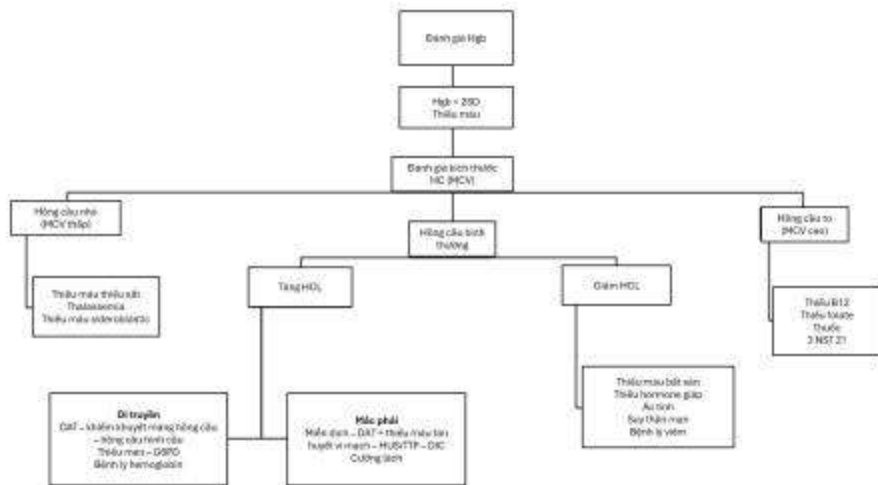 Đánh giá Hgb
Hgb < 2SD
Thiếu máu
Đánh giá kích thước
HC (MCV)
Hồng cầu nhỏ
(MCV thấp)
Hồng cầu bình
thường
Hồng cầu to
(MCV cao)
Thiếu máu thiếu sắt
Thalassemia
Thiếu máu sideroblastic
Tăng HCL
Giảm HCL
Thiếu B12
Thiếu folate
Thuốc
3 NST 21
Di truyền
DAT – khiếm khuyết màng hồng cầu
– hồng cầu hình cầu
Thiếu men – G6PD
Bệnh lý hemoglobin
Mắc phải
Miễn dịch – DAT + thiếu máu tán
huyết vi mạch – HUS/TTP – DIC
Cường lách
Thiếu máu bất sản
Thiếu hormone giáp
Ác tính
Suy thận mạn
Bệnh lý viêm